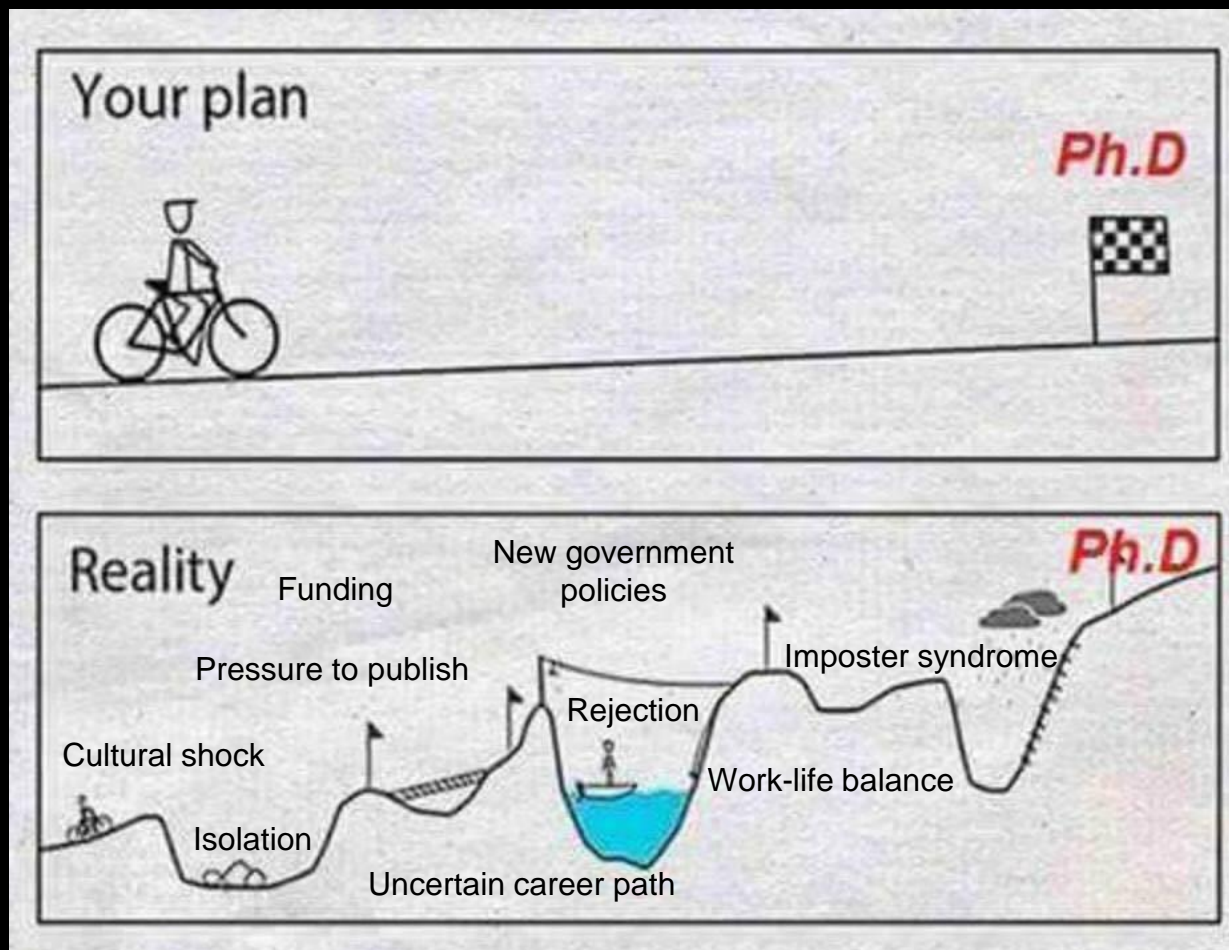 Your plan
Ph.D
Reality
Ph.D
New government
policies
Funding
Pressure to publish
Imposter syndrome
Rejection
Cultural shock
Work-life balance
Isolation
Uncertain career path